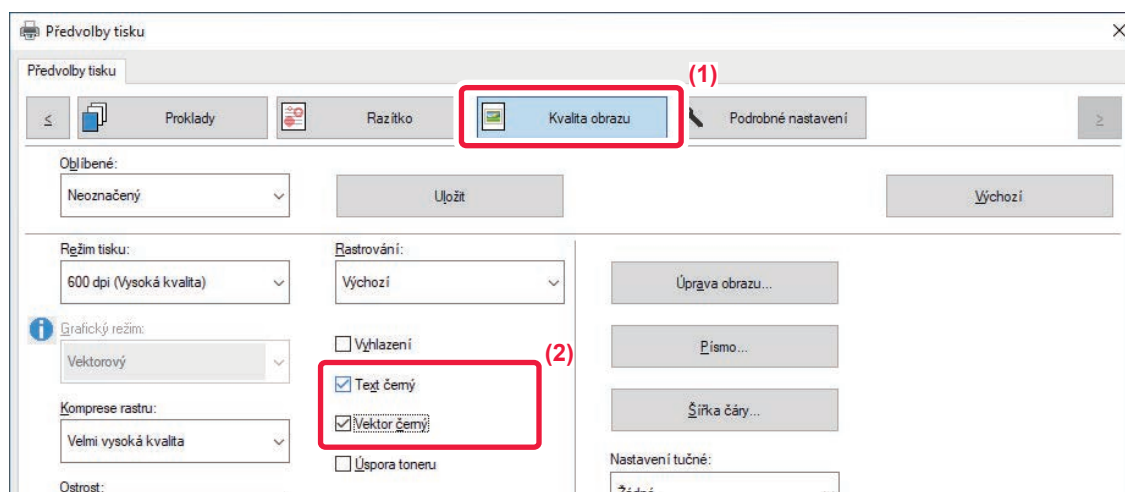 Předvolby tisku
Předvolby tisku
(1)
< Proklady Razítko Kvalita obrazu Podrobné nastavení >
Oblíbené:
Neoznačený Uložit Výchozí
Režim tisku: Rastrování:
600 dpi (Vysoká kvalita) Výchozí Úprava obrazu...
Grafický režim:
Vyhlazení (2) Písmo...
Vektorový
Text černý
Komprese rastru: Šířka čáry...
Vektor černý
Velmi vysoká kvalita
Úspora toneru Nastavení tučné:
Ostrost: Žádné